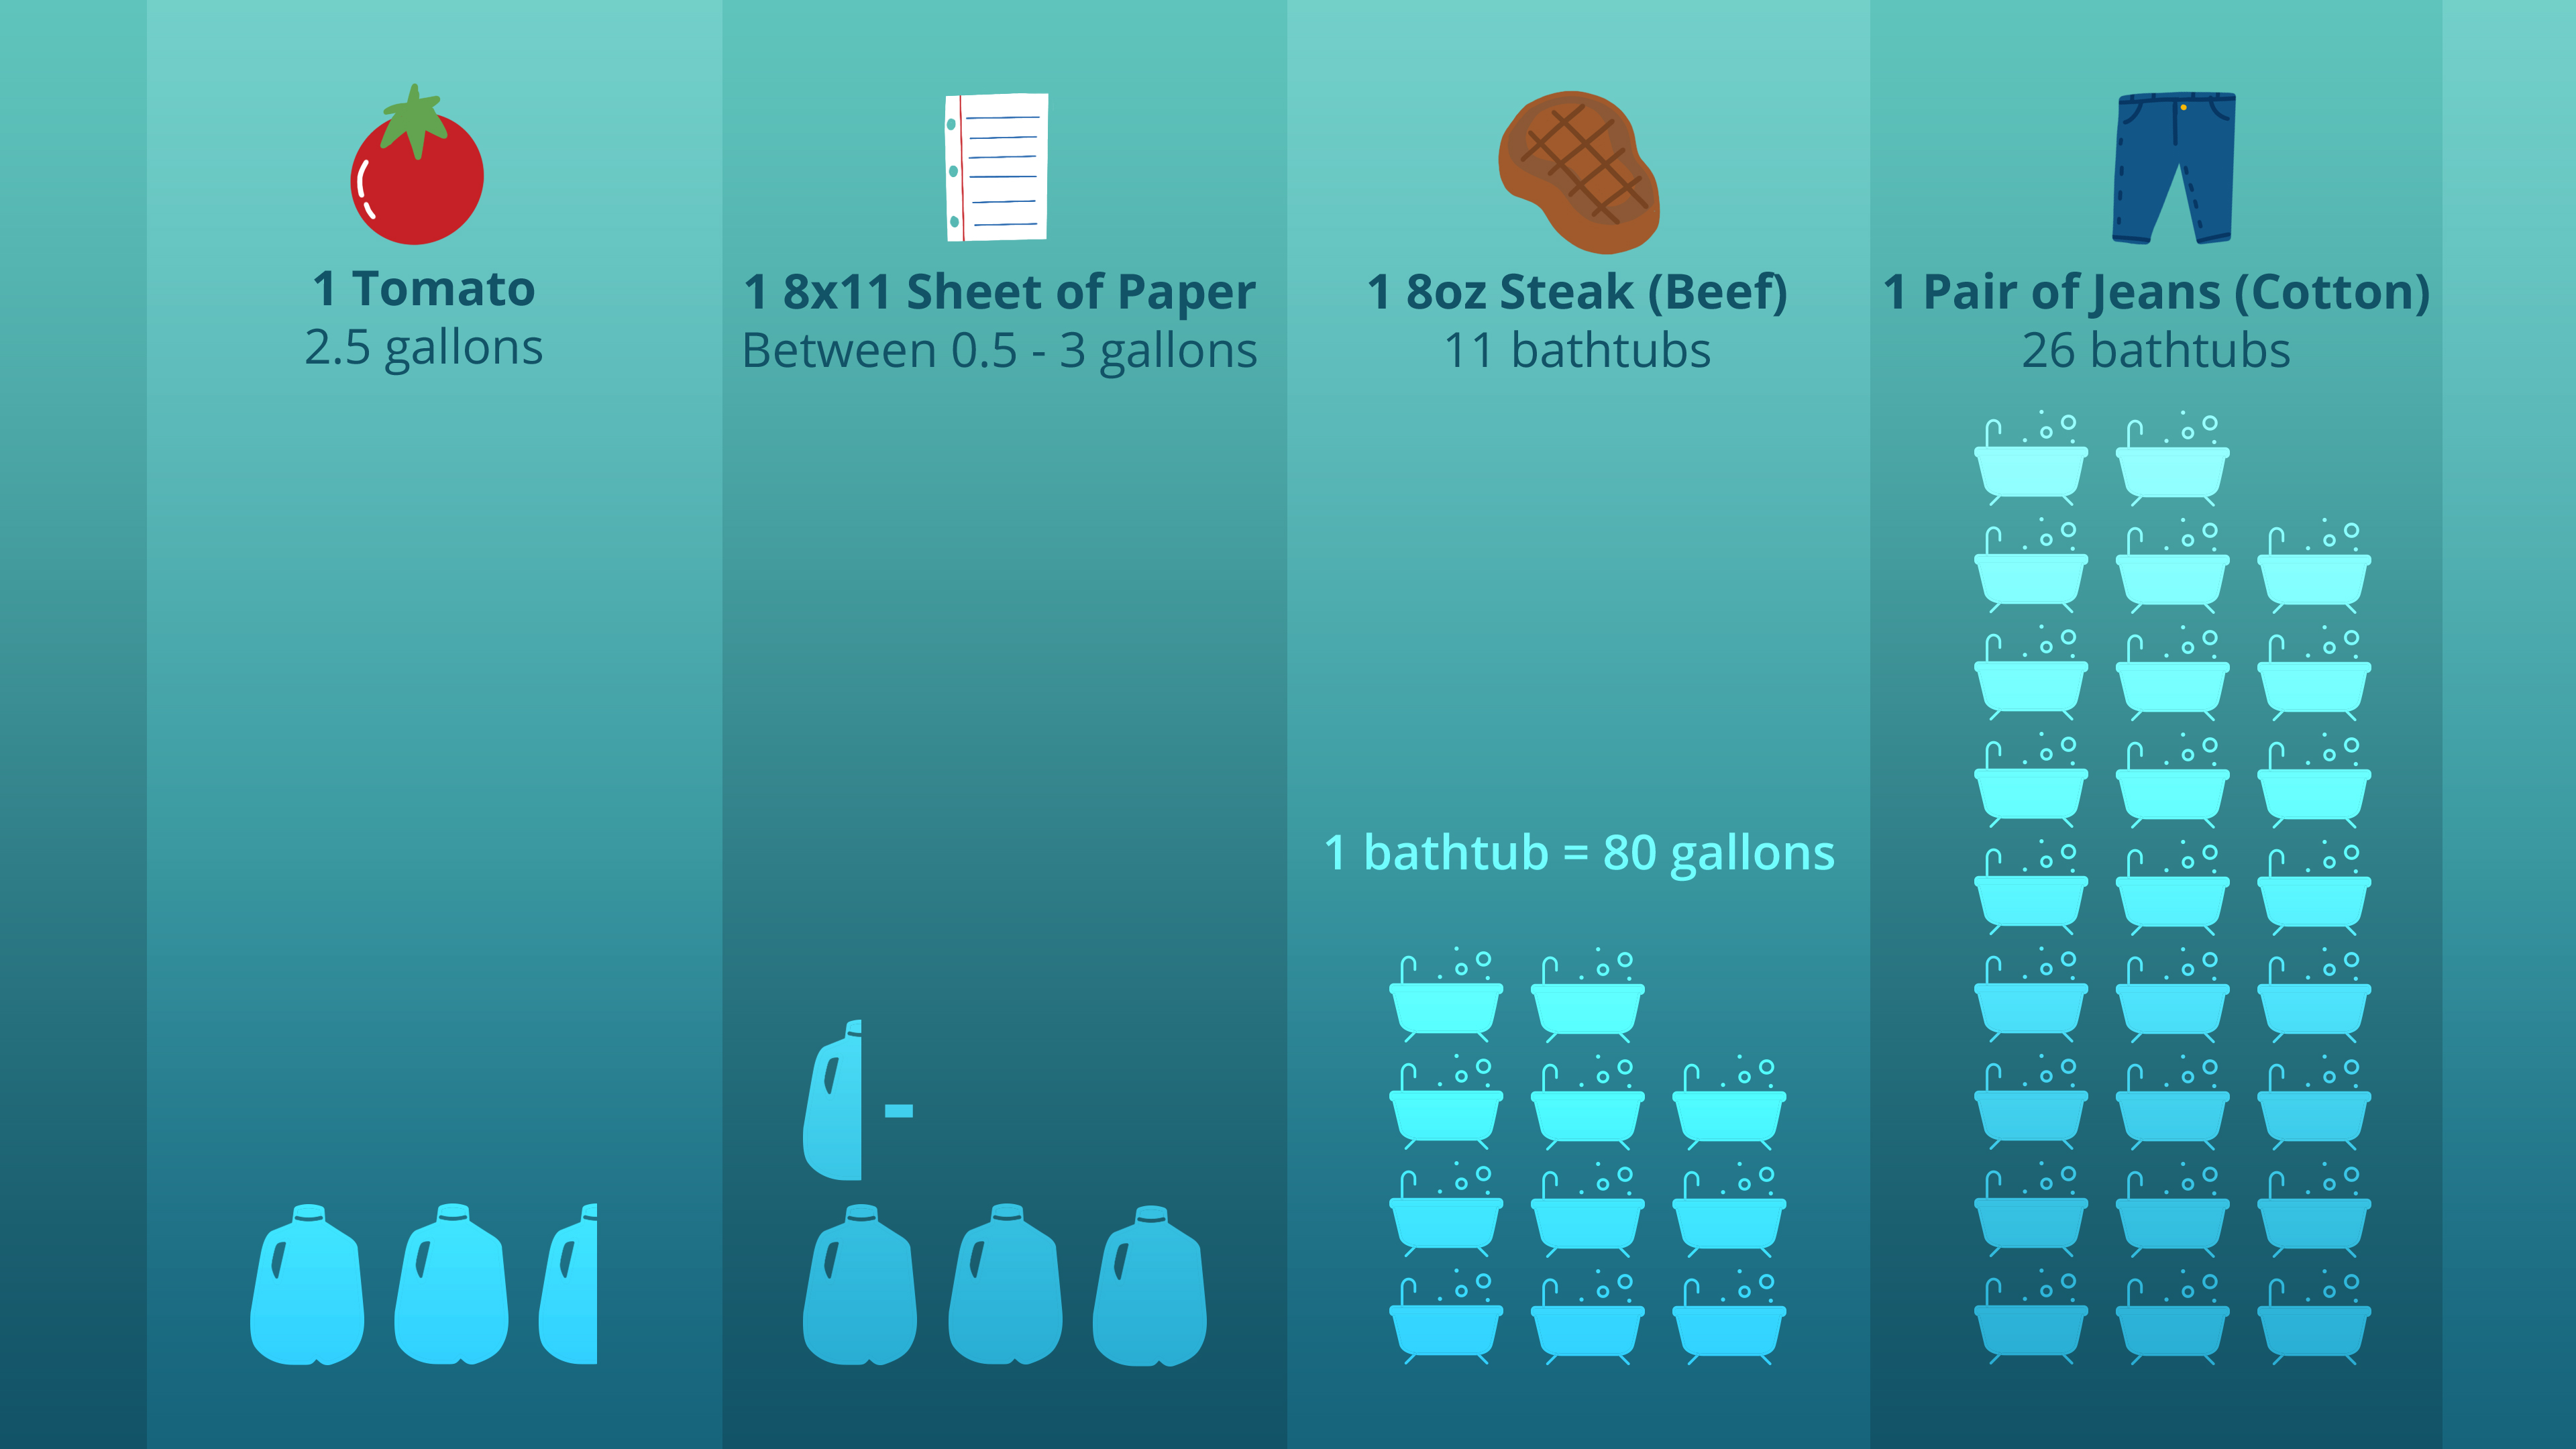 1 Tomato
2.5 gallons
1 8x11 Sheet of Paper
Between 0.5 - 3 gallons
1 8oz Steak (Beef)
11 bathtubs
1 Pair of Jeans (Cotton)
26 bathtubs
1 bathtub = 80 gallons
-